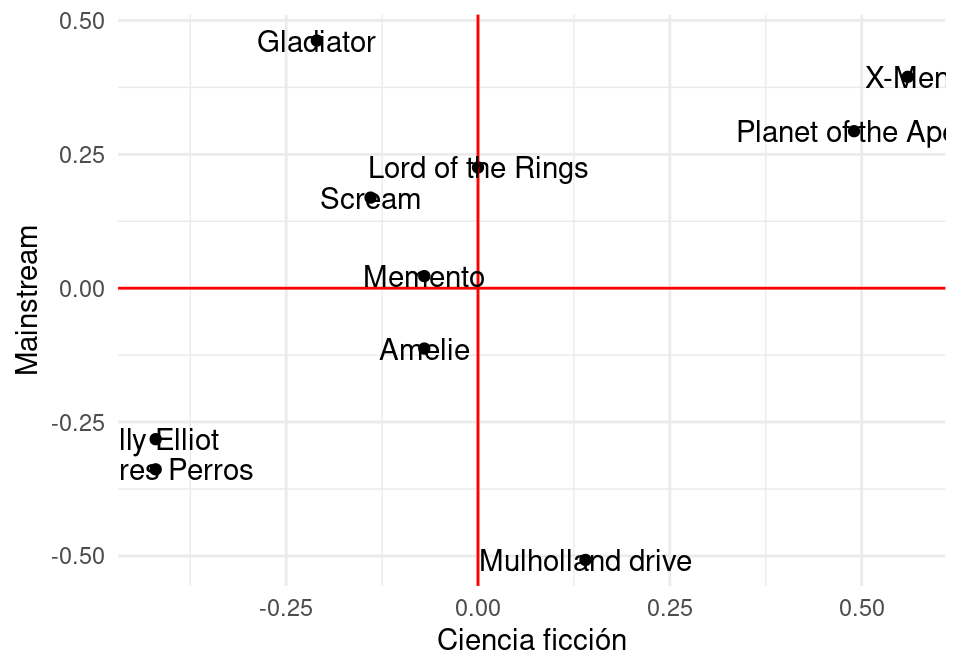 0.50
Gladiator
X-Men
Planet of the Ape
0.25
Lord of the Rings
Scream
Memento
0.00
Mainstream
Amelie
-0.25
lly Elliot
res Perros
-0.50
Mulholland drive
-0.25 0.00 0.25 0.50
Ciencia ficción